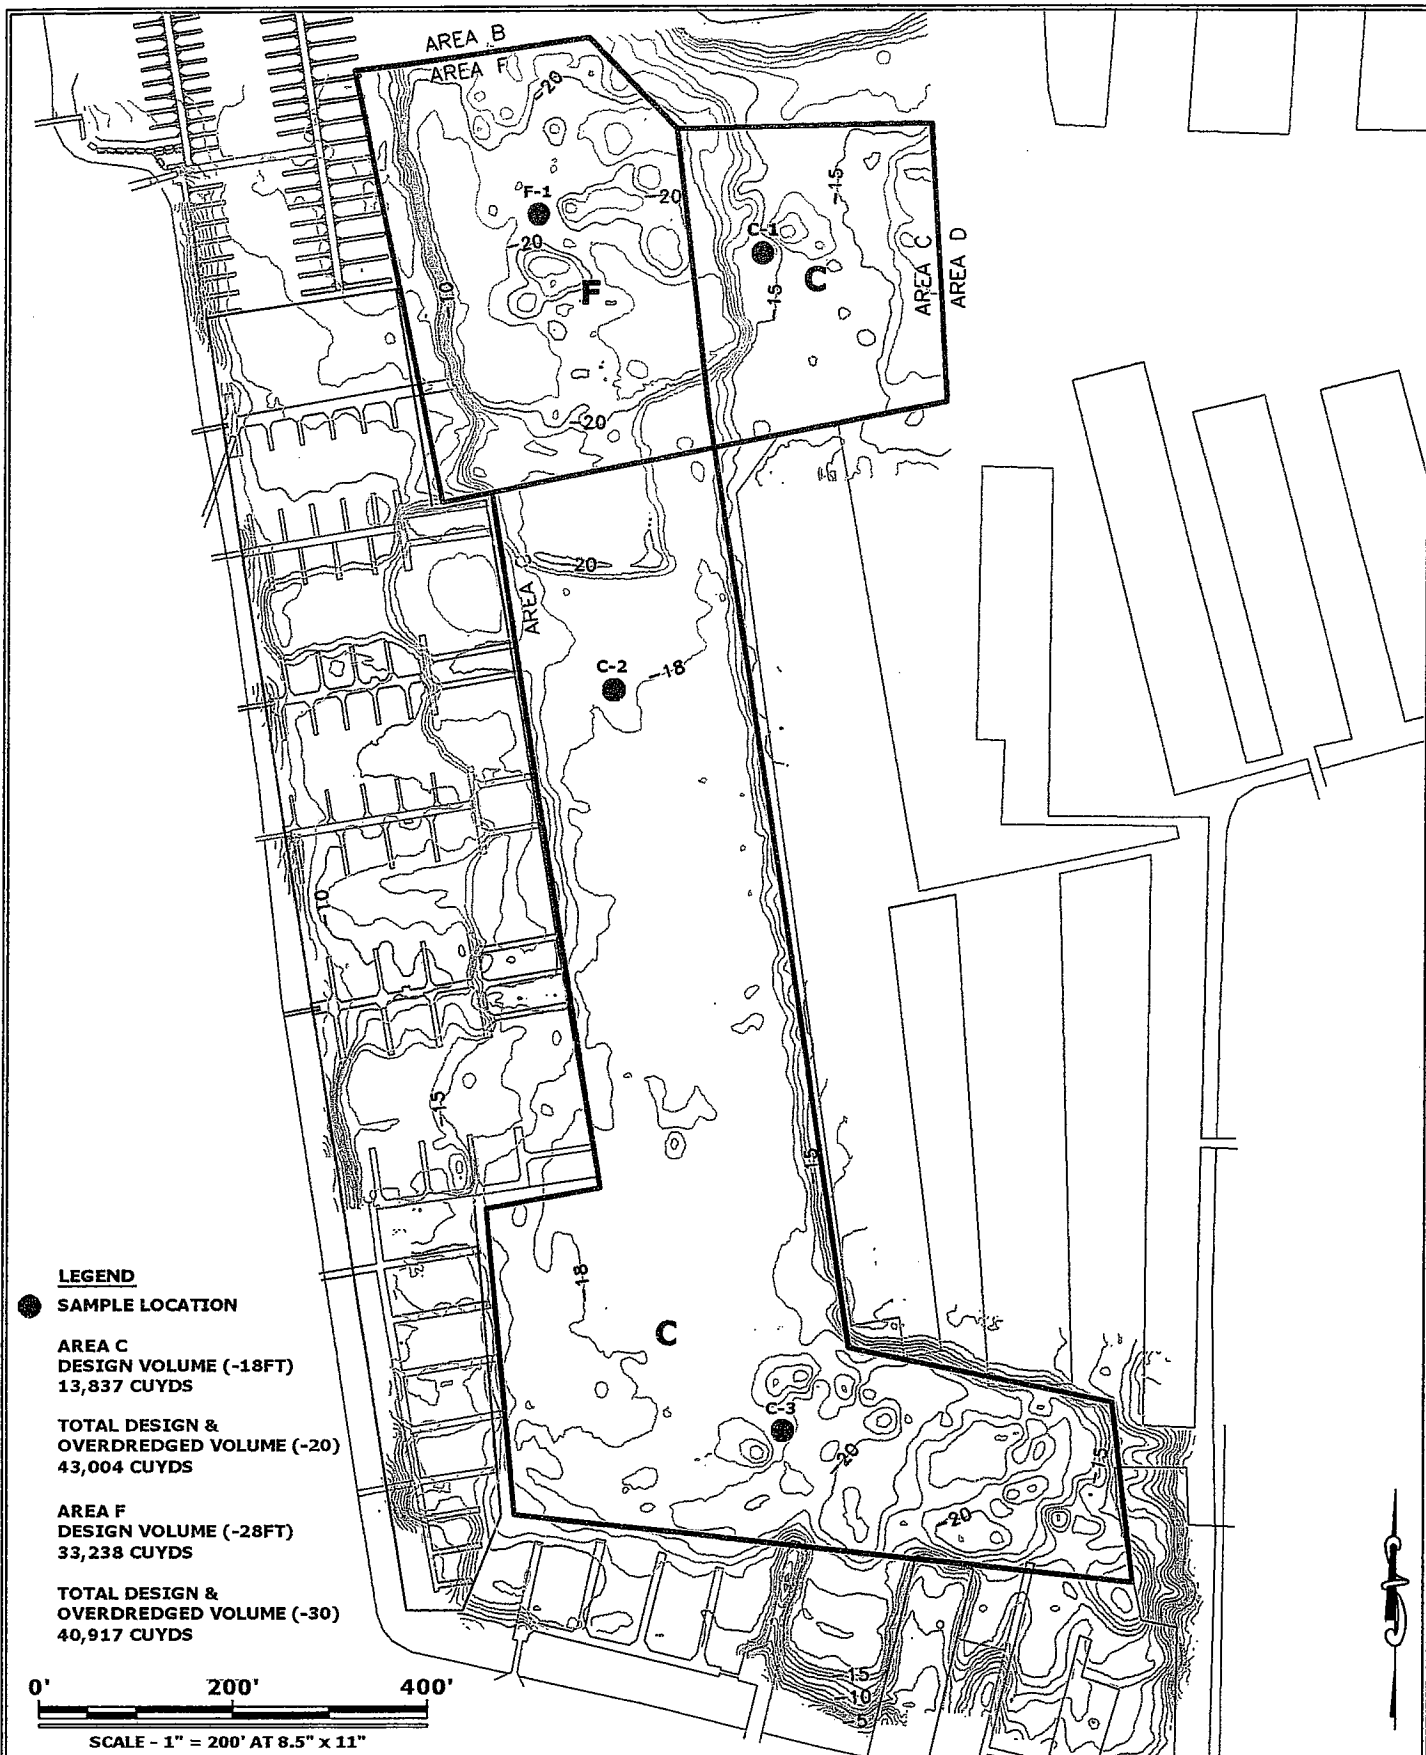 AREA B
AREA F
-20
F-1
-20
-20
-15
C-1
C
-15
AREA C
AREA D
10
F
-20
20
AREA
C-2
-18
-10
-15
-15
-18
C
C-3
-20
-15
-20
-15
-10
-5
LEGEND
SAMPLE LOCATION
AREA C
DESIGN VOLUME (-18FT)
13,837 CUYDS
TOTAL DESIGN &
OVERDREDGED VOLUME (-20)
43,004 CUYDS
AREA F
DESIGN VOLUME (-28FT)
33,238 CUYDS
TOTAL DESIGN &
OVERDREDGED VOLUME (-30)
40,917 CUYDS
0' 200' 400'
SCALE - 1" = 200' AT 8.5" x 11"